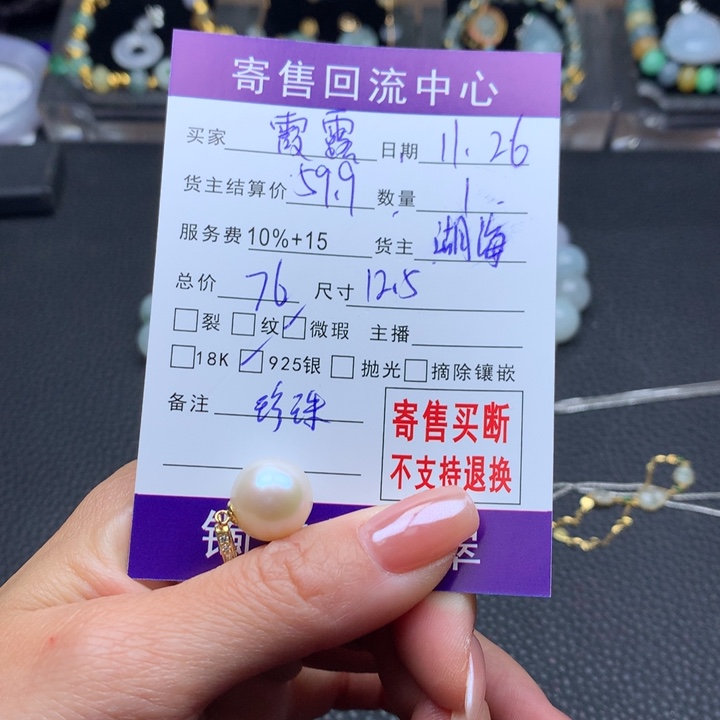 寄售回流中心
买家 霞露 日期 11.26
货主结算价 59.9 数量 1
服务费 10%+15 货主 湖海
总价 76 尺寸 12.5
裂 纹 微瑕 主播
18K 925银 抛光 摘除镶嵌
备注 珍珠
寄售买断
不支持退换
翠